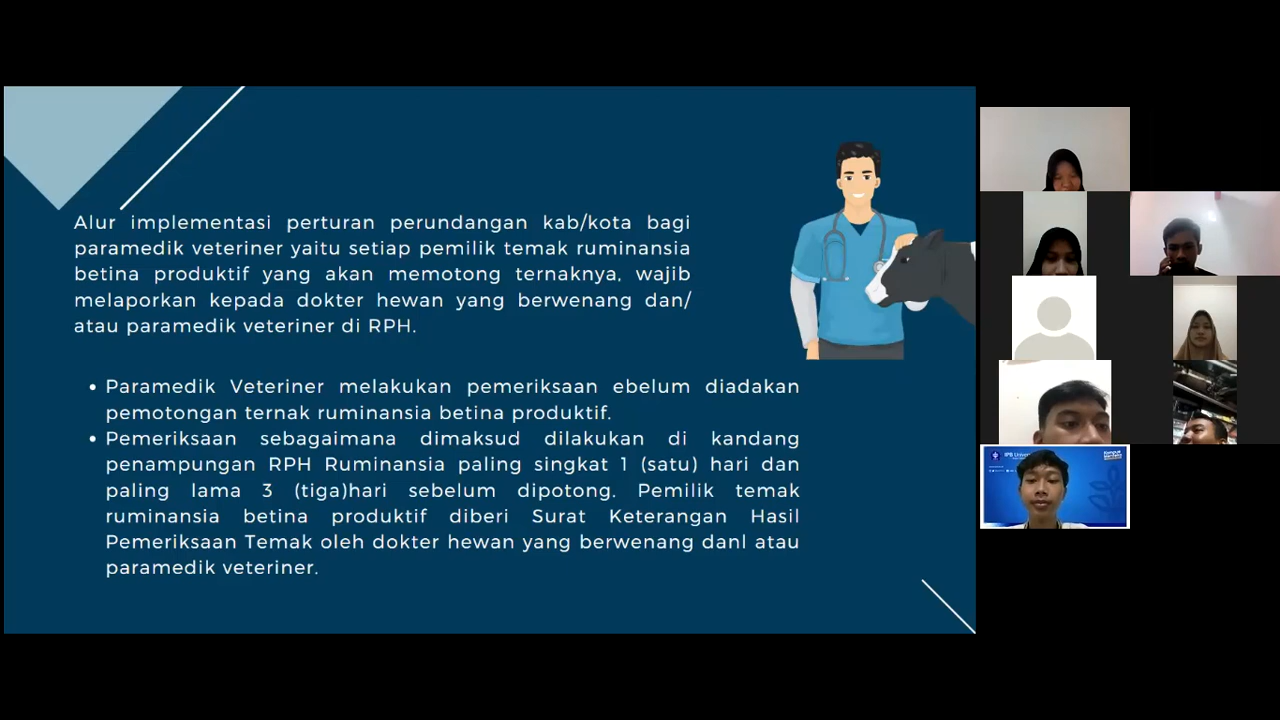 Alur implementasi perturan perundangan kab/kota bagi
paramedik veteriner yaitu setiap pemilik temak ruminansia
betina produktif yang akan memotong ternaknya, wajib
melaporkan kepada dokter hewan yang berwenang dan/
atau paramedik veteriner di RPH.
• Paramedik Veteriner melakukan pemeriksaan ebelum diadakan
pemotongan ternak ruminansia betina produktif.
• Pemeriksaan sebagaimana dimaksud dilakukan di kandang
penampungan RPH Ruminansia paling singkat 1 (satu) hari dan
paling lama 3 (tiga)hari sebelum dipotong. Pemilik temak
ruminansia betina produktif diberi Surat Keterangan Hasil
Pemeriksaan Temak oleh dokter hewan yang berwenang danl atau
paramedik veteriner.
IPB